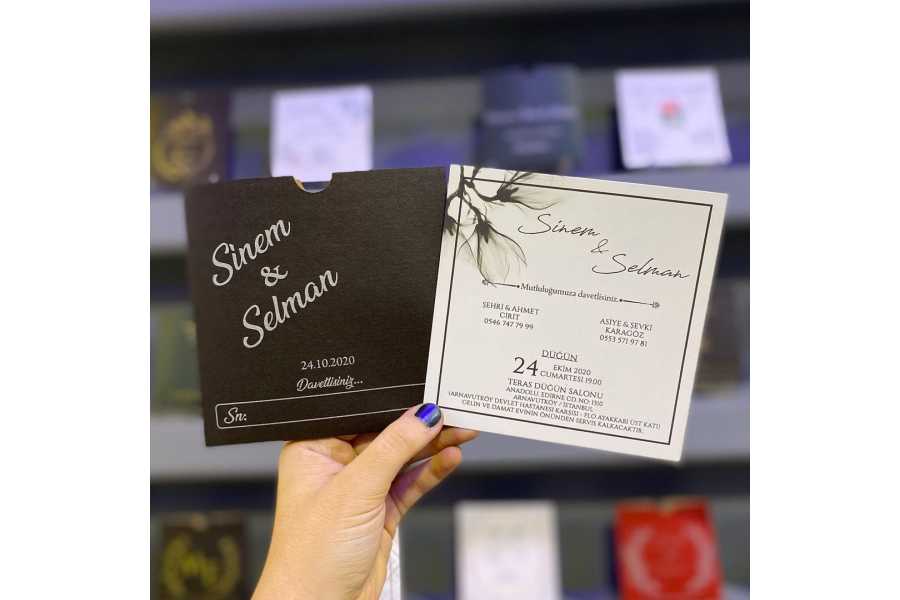 Sinem
&
Selman
24.10.2020
Davetlisiniz...
Sn:
Sinem
&
Selman
Mutluluğumuza davetlisiniz.
ŞEHRİ & AHMET
CİRİT
0546 747 79 99
ASİYE & ŞEVKİ
KARAGÖZ
0553 571 97 81
DÜĞÜN
24 EKİM 2020
CUMARTESİ 19:00
TERAS DÜĞÜN SALONU
ANADOLU, EDİRNE CD. NO:
ARNAVUTKÖY / İSTANBUL
(ARNAVUTKÖY DEVLET HASTANESİ KARŞISI - FLO AYAKKABI ÜST KATI)
GELİN VE DAMAT EVİNİN ÖNÜNDEN SERVİS KALKACAKTIR.